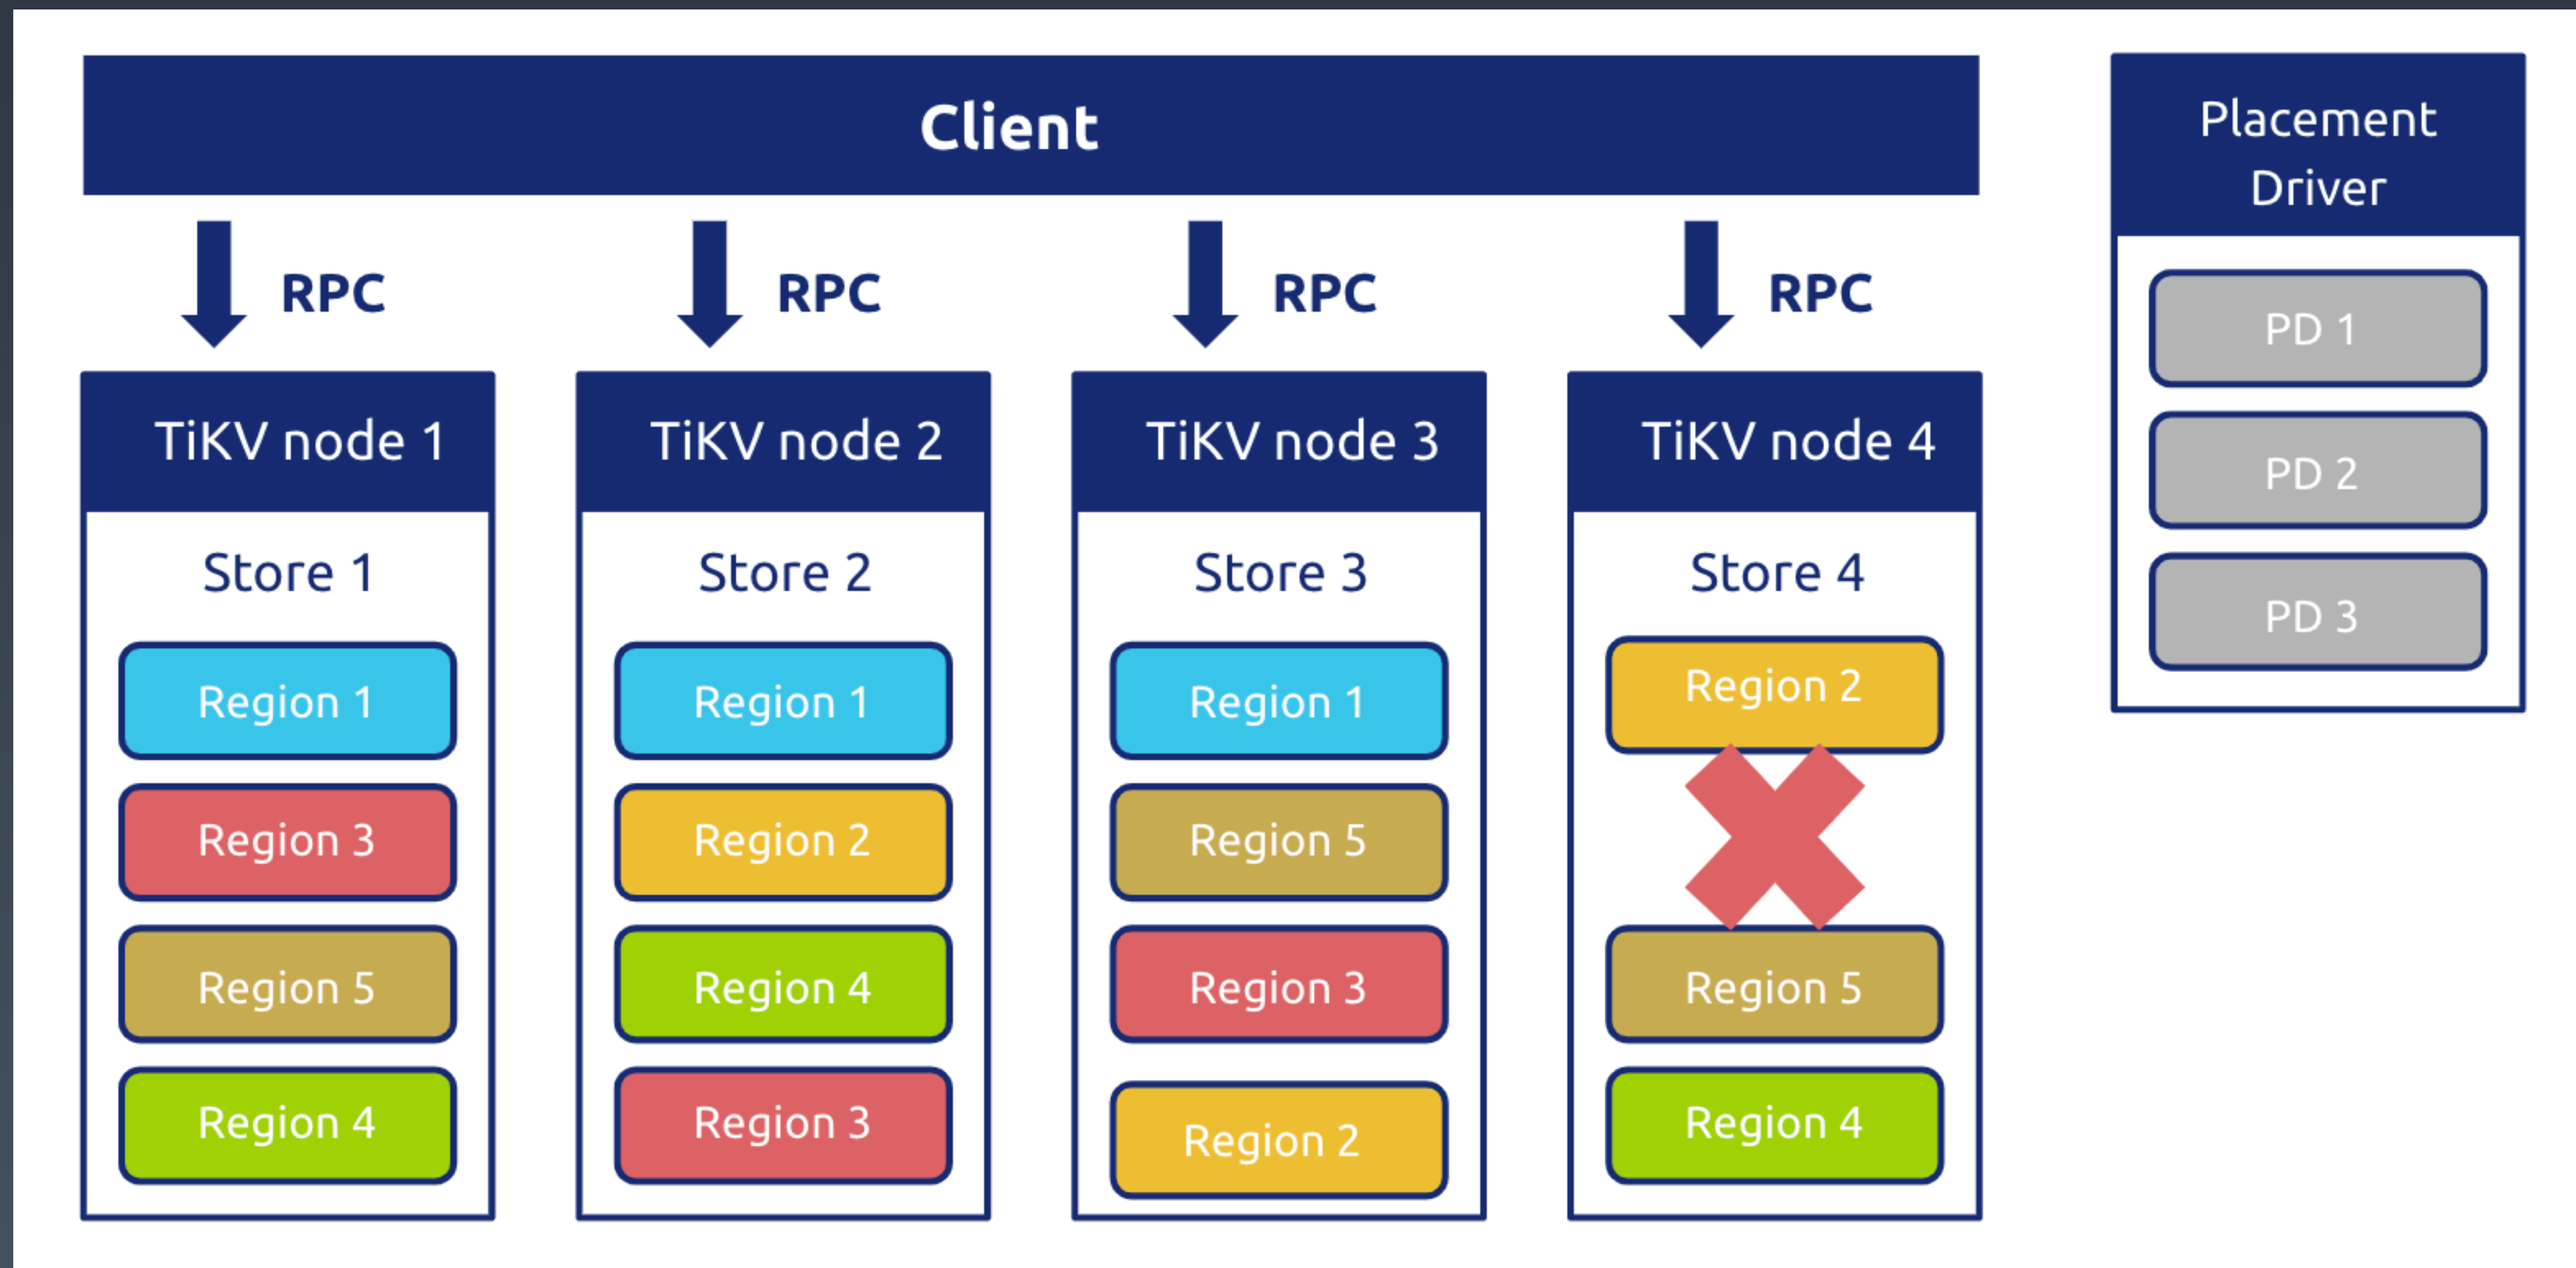 Client
Placement
Driver
RPC
RPC
RPC
RPC
PD 1
PD 2
PD 3
TiKV node 1
Store 1
Region 1
Region 3
Region 5
Region 4
TiKV node 2
Store 2
Region 1
Region 2
Region 4
Region 3
TiKV node 3
Store 3
Region 1
Region 5
Region 3
Region 2
TiKV node 4
Store 4
Region 2
Region 5
Region 4